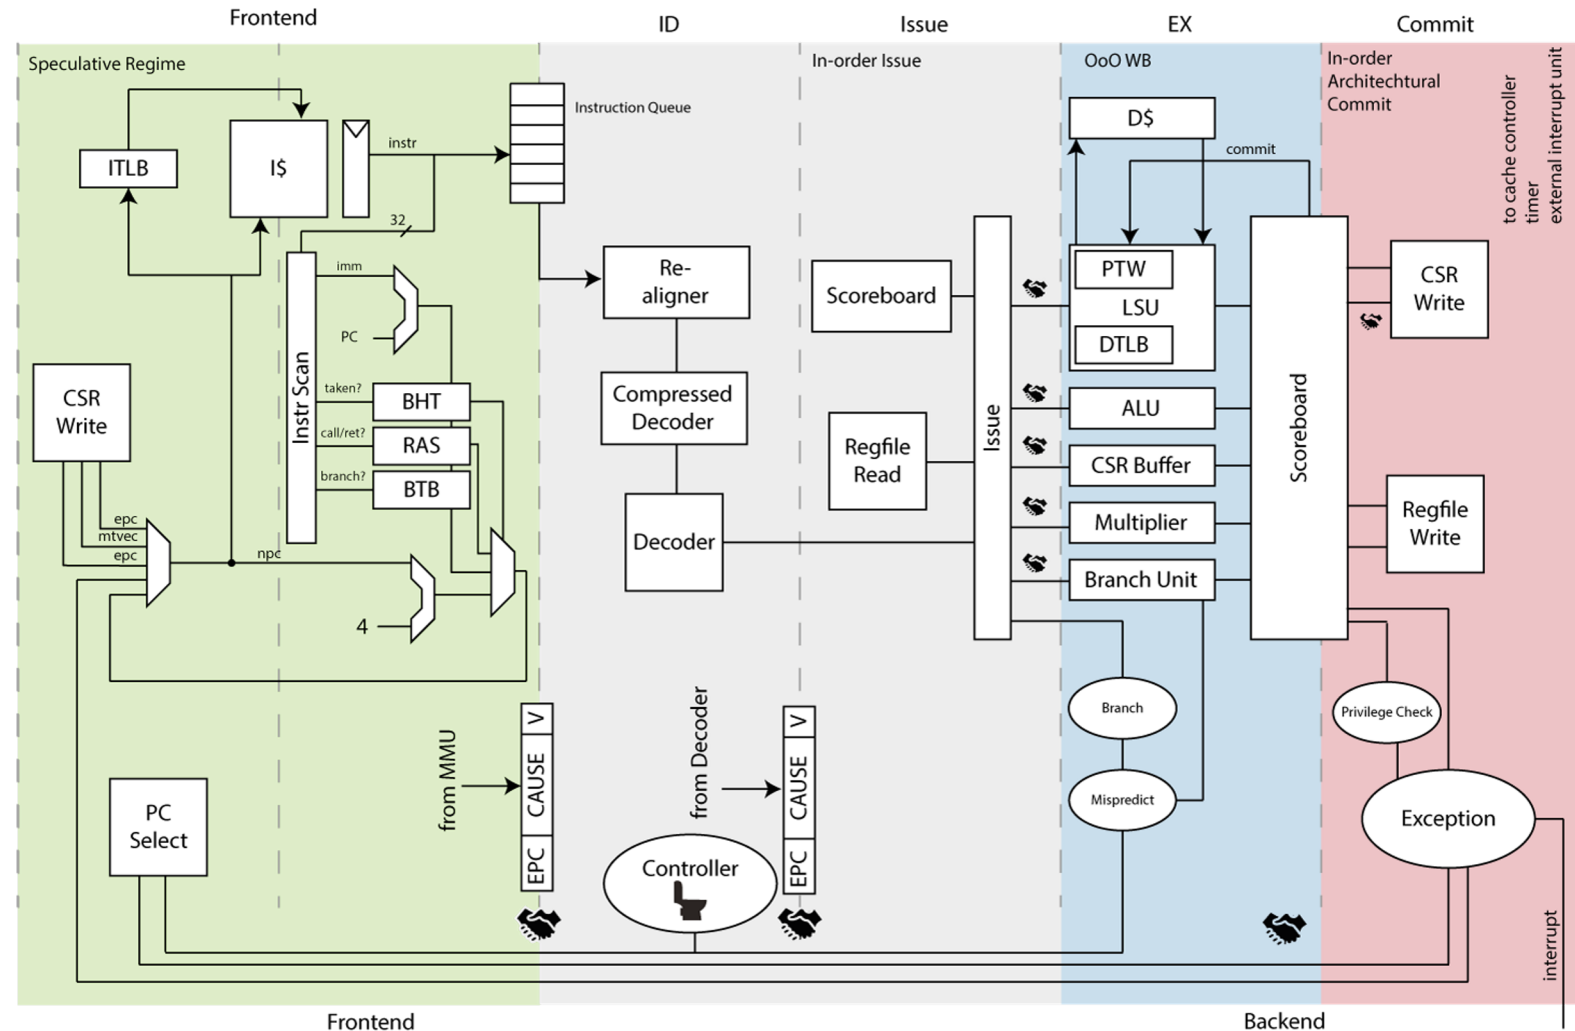 Frontend
ID
Issue
EX
Commit
Speculative Regime
In-order Issue
OoO WB
In-order
Architechtural
Commit
to cache controller
timer
external interrupt unit
Instruction Queue
ITLB
I$
instr
32
D$
commit
Instr Scan
imm
PC
taken?
BHT
call/ret?
RAS
branch?
BTB
CSR
Write
epc
mtvec
epc
npc
4
Re-
aligner
Compressed
Decoder
Decoder
Scoreboard
Regfile
Read
Issue
PTW
LSU
DTLB
ALU
CSR Buffer
Multiplier
Branch Unit
Scoreboard
CSR
Write
Regfile
Write
Branch
Mispredict
Privilege Check
Exception
interrupt
PC
Select
from MMU
V
CAUSE
EPC
from Decoder
V
CAUSE
EPC
Controller
Frontend
Backend